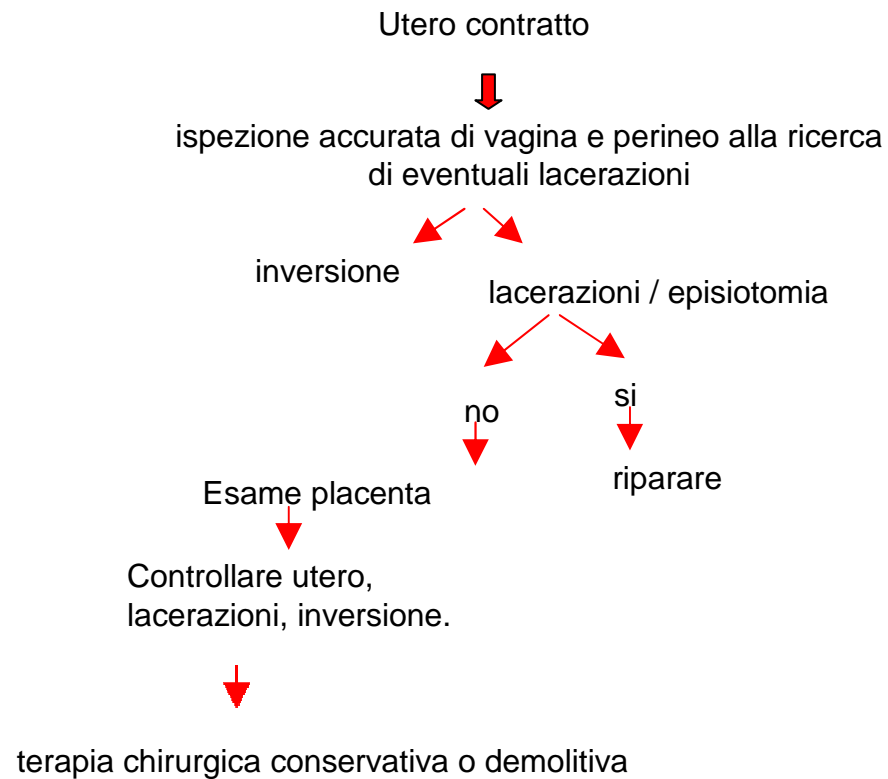 Utero contratto
ispezione accurata di vagina e perineo alla ricerca
di eventuali lacerazioni
inversione
lacerazioni / episiotomia
no
si
Esame placenta
riparare
Controllare utero,
lacerazioni, inversione.
terapia chirurgica conservativa o demolitiva